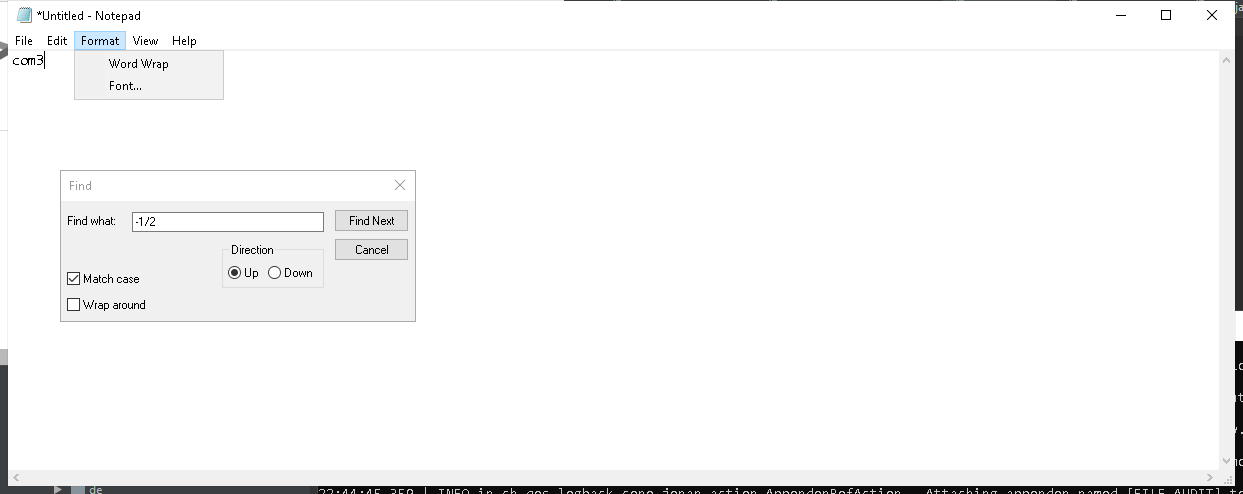 *Untitled - Notepad
File Edit Format View Help
com3
Word Wrap
Font...
Find
Find what: -1/2 Find Next
Direction
Cancel
Up Down
Match case
Wrap around
de
22:44:45,359 | INFO in ch.qos.logback.core.joran.action.AppenderRefAction - Attaching appender named [FILE_AUDIT] t